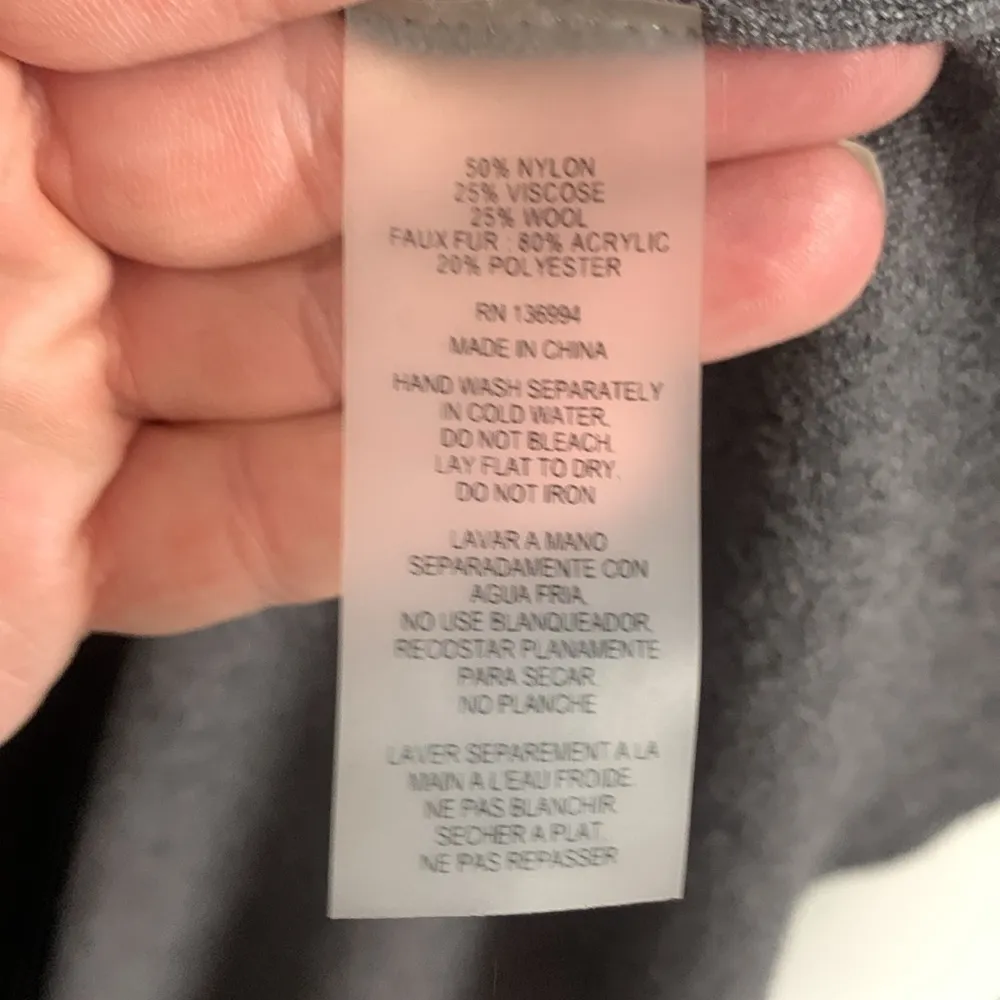 50% NYLON
25% VISCOSE
25% WOOL
FAUX FUR : 80% ACRYLIC
20% POLYESTER
RN 136994
MADE IN CHINA
HAND WASH SEPARATELY
IN COLD WATER.
DO NOT BLEACH.
LAY FLAT TO DRY.
DO NOT IRON
LAVAR A MANO
SEPARADAMENTE CON
AGUA FRIA.
NO USE BLANQUEADOR.
RECOSTAR PLANAMENTE
PARA SECAR.
NO PLANCHE
LAVER SEPAREMENT A LA
MAIN A L'EAU FROIDE.
NE PAS BLANCHIR.
SECHER A PLAT.
NE PAS REPASSER